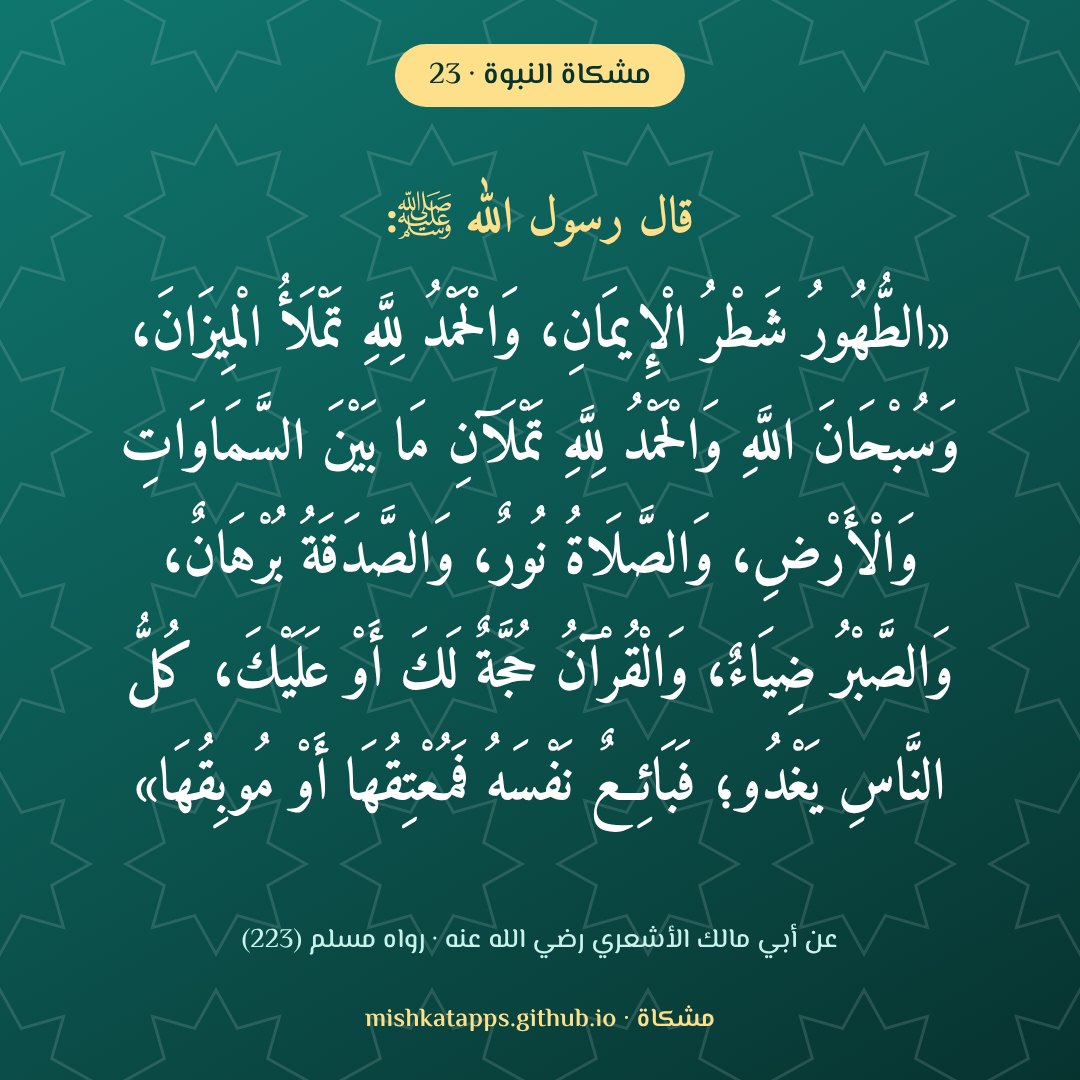 مشكاة النبوة · 23
قال رسول الله ﷺ:
«الطُّهُورُ شَطْرُ الْإِيمَانِ، وَالْحَمْدُ لِلَّهِ تَمْلَأُ الْمِيزَانَ،
وَسُبْحَانَ اللَّهِ وَالْحَمْدُ لِلَّهِ تَمْلَآنِ مَا بَيْنَ السَّمَاوَاتِ
وَالْأَرْضِ، وَالصَّلَاةُ نُورٌ، وَالصَّدَقَةُ بُرْهَانٌ،
وَالصَّبْرُ ضِيَاءٌ، وَالْقُرْآنُ حُجَّةٌ لَكَ أَوْ عَلَيْكَ، كُلُّ
النَّاسِ يَغْدُو؛ فَبَائِعٌ نَفْسَهُ فَمُعْتِقُهَا أَوْ مُوبِقُهَا»
عن أبي مالك الأشعري رضي الله عنه · رواه مسلم (223)
مشكاة · mishkatapps.github.io